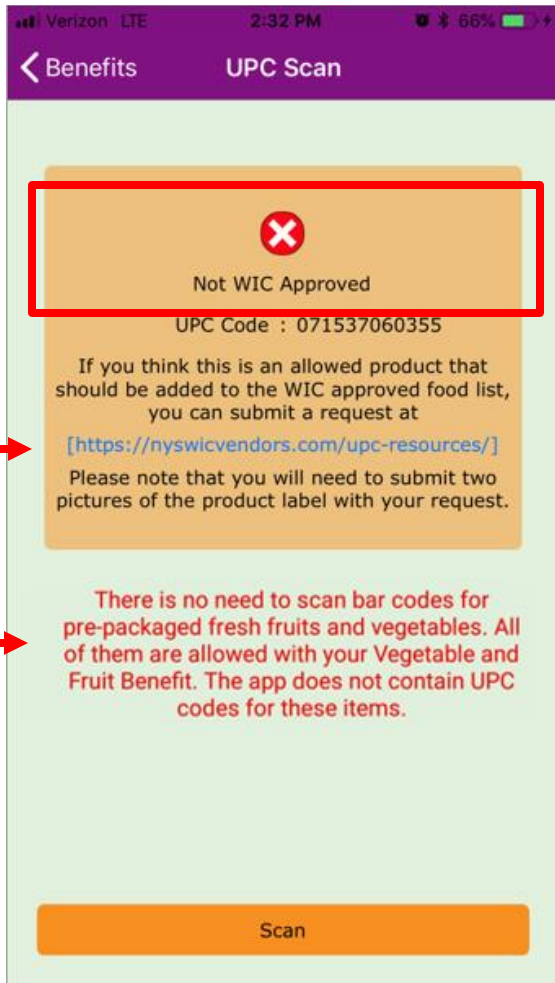 Verizon LTE 2:32 PM 66%
Benefits UPC Scan
Not WIC Approved
UPC Code : 071537060355
If you think this is an allowed product that
should be added to the WIC approved food list,
you can submit a request at
[https://nyswicvendors.com/upc-resources/]
Please note that you will need to submit two
pictures of the product label with your request.
There is no need to scan bar codes for
pre-packaged fresh fruits and vegetables. All
of them are allowed with your Vegetable and
Fruit Benefit. The app does not contain UPC
codes for these items.
Scan